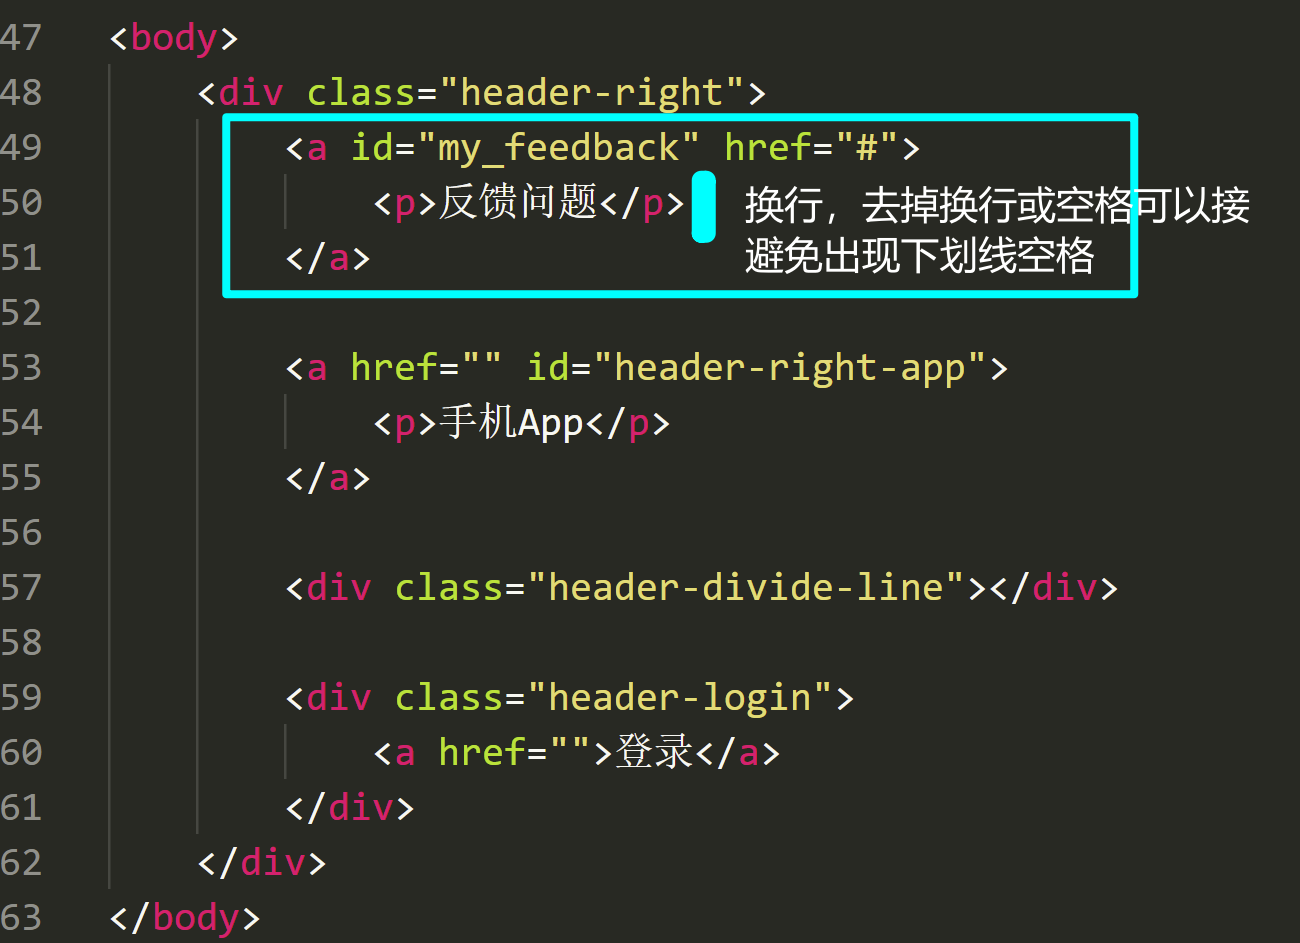 47 <body>
48 <div class="header-right">
49 <a id="my_feedback" href="#">
50 <p>反馈问题</p> 换行，去掉换行或空格可以接
51 </a> 避免出现下划线空格
52
53 <a href="" id="header-right-app">
54 <p>手机App</p>
55 </a>
56
57 <div class="header-divide-line"></div>
58
59 <div class="header-login">
60 <a href="">登录</a>
61 </div>
62 </div>
63 </body>